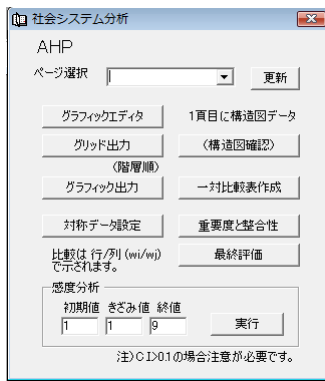 社会システム分析
AHP
ページ選択
更新
グラフィックエディタ
1頁目に構造図データ
グリッド出力
(構造図確認)
(階層順)
グラフィック出力
一対比較表作成
対称データ設定
重要度と整合性
比較は 行/列 (wi/wj)
で示されます。
最終評価
感度分析
初期値 きざみ値 終値
1 1 9
実行
注)C.I>0.1の場合注意が必要です。